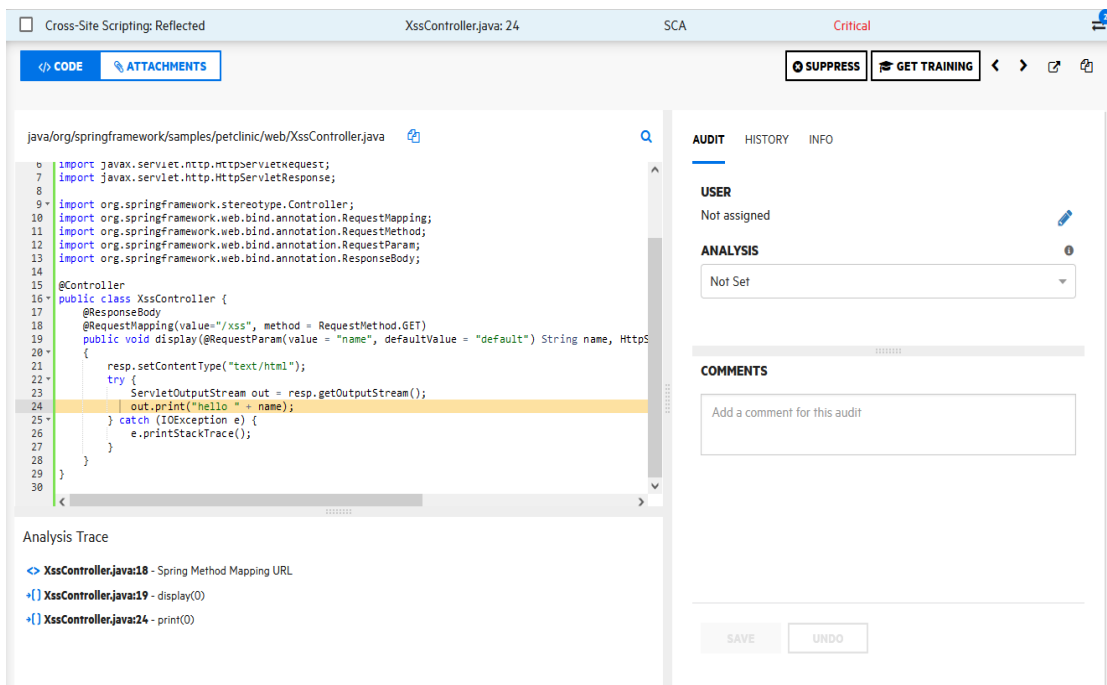 Cross-Site Scripting: Reflected XssController.java: 24 SCA Critical
</> CODE ATTACHMENTS SUPPRESS GET TRAINING
java/org/springframework/samples/petclinic/web/XssController.java
6 import javax.servlet.http.HttpServletRequest;
7 import javax.servlet.http.HttpServletResponse;
8
9 import org.springframework.stereotype.Controller;
10 import org.springframework.web.bind.annotation.RequestMapping;
11 import org.springframework.web.bind.annotation.RequestMethod;
12 import org.springframework.web.bind.annotation.RequestParam;
13 import org.springframework.web.bind.annotation.ResponseBody;
14
15 @Controller
16 public class XssController {
17 @ResponseBody
18 @RequestMapping(value="/xss", method = RequestMethod.GET)
19 public void display(@RequestParam(value = "name", defaultValue = "default") String name, HttpS
20 {
21 resp.setContentType("text/html");
22 try {
23 ServletOutputStream out = resp.getOutputStream();
24 out.print("hello " + name);
25 } catch (IOException e) {
26 e.printStackTrace();
27 }
28 }
29 }
30
Analysis Trace
<> XssController.java:18 - Spring Method Mapping URL
XssController.java:19 - display(0)
XssController.java:24 - print(0)
AUDIT HISTORY INFO
USER
Not assigned
ANALYSIS
Not Set
COMMENTS
Add a comment for this audit
SAVE UNDO